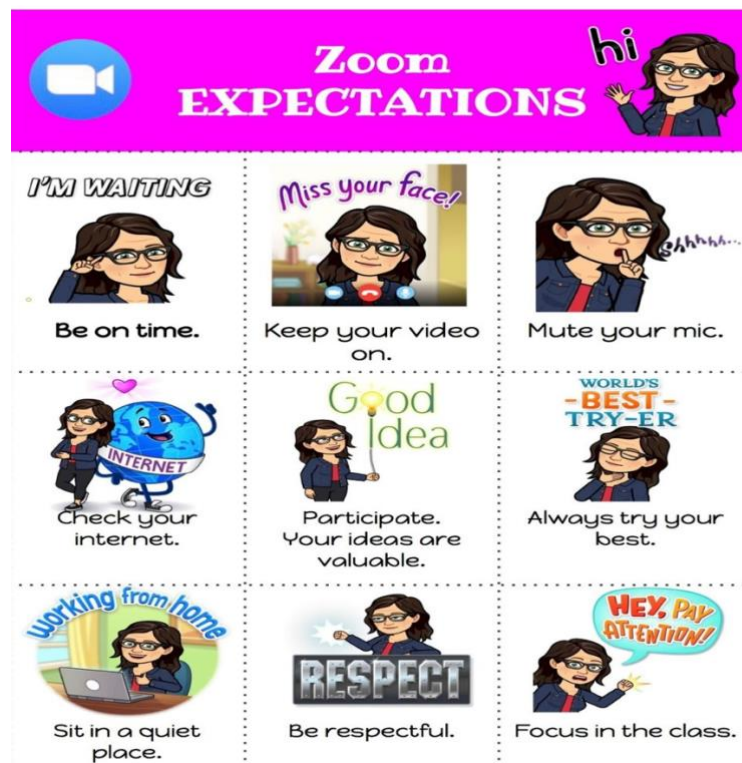 Zoom
EXPECTATIONS
hi
I'M WAITING
Be on time.
Miss your face!
Keep your video
on.
shhhhh...
Mute your mic.
INTERNET
Check your
internet.
Good
Idea
Participate.
Your ideas are
valuable.
WORLD'S
-BEST-
TRY-ER
Always try your
best.
working from home
Sit in a quiet
place.
RESPECT
Be respectful.
HEY, PAY
ATTENTION!
Focus in the class.